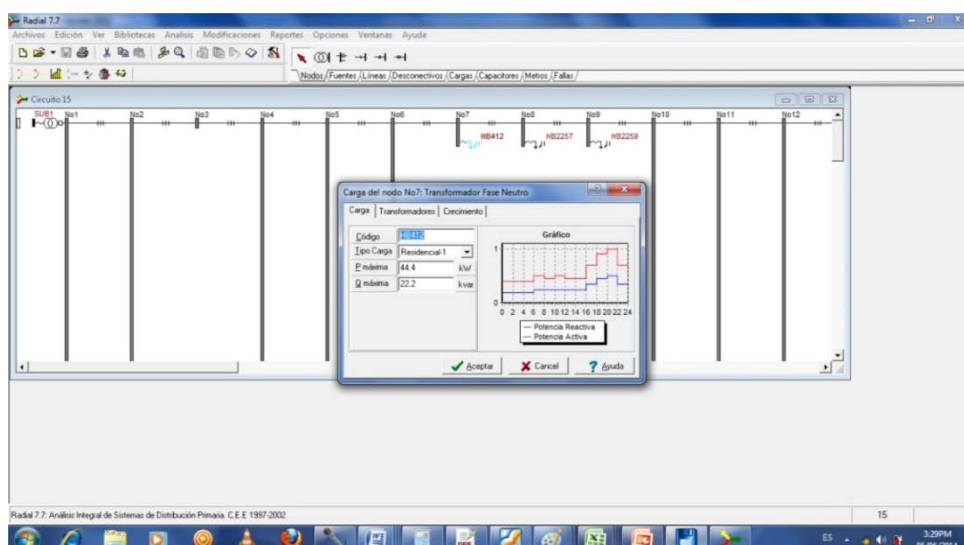 Radial 7.7
Archivos Edición Ver Bibliotecas Analisis Modificaciones Reportes Opciones Ventanas Ayuda
Nodos Fuentes Líneas Desconectivos Cargas Capacitores Metros Fallas
Circuito 15
SUB1 No1 No2 No3 No4 No5 No6 No7 No8 No9 No10 No11 No12
HB412 HB2257 HB2259
Carga del nodo No7: Transformador Fase Neutro
Carga Transformadores Crecimiento
Código HB412
Tipo Carga Residencial-1
P máxima 44.4 kW
Q máxima 22.2 kvar
Gráfico
1
0
0 2 4 6 8 10 12 14 16 18 20 22 24
Potencia Reactiva
Potencia Activa
Aceptar Cancel Ayuda
Radial 7.7: Análisis Integral de Sistemas de Distribución Primaria. C.E.E 1997-2002
15
ES
3:29PM